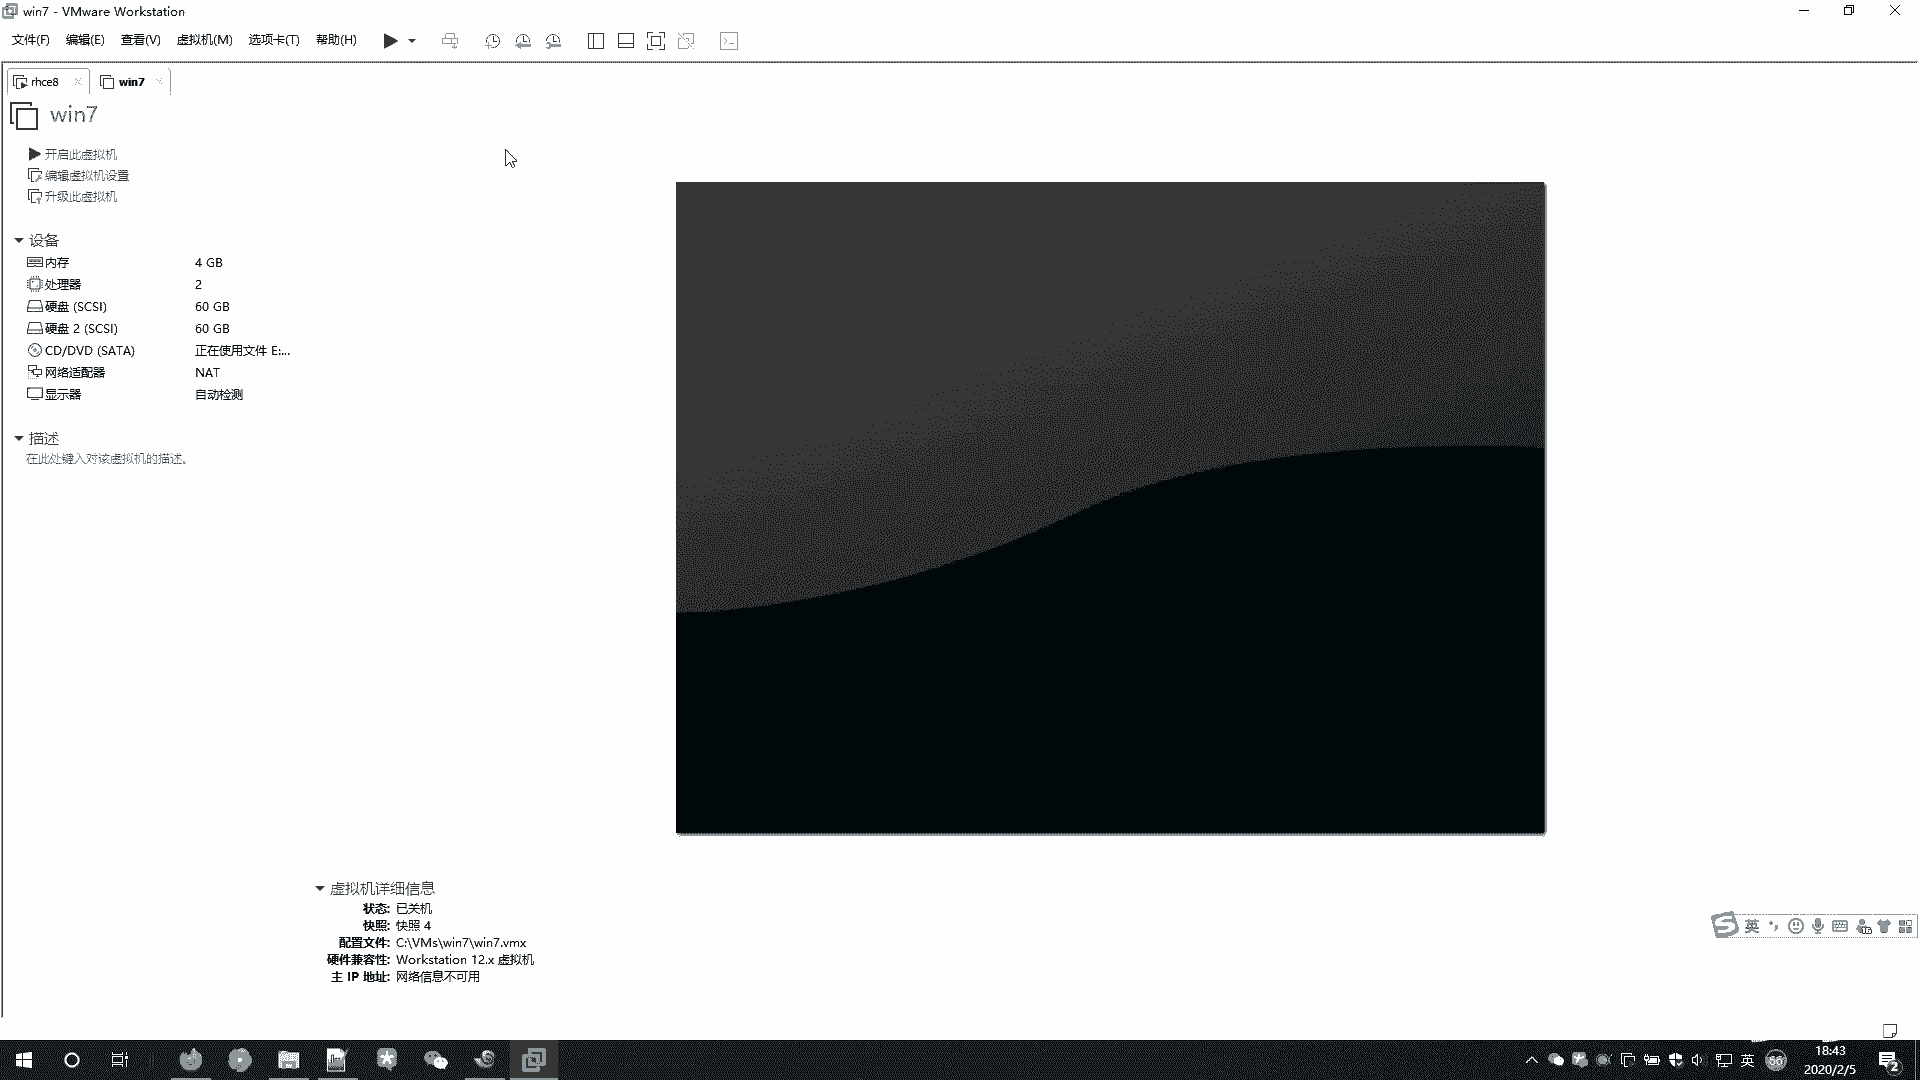 win7 - VMware Workstation
文件(F) 编辑(E) 查看(V) 虚拟机(M) 选项卡(T) 帮助(H)
rhce8 win7
win7
开启此虚拟机
编辑虚拟机设置
升级此虚拟机
设备
内存 4 GB
处理器 2
硬盘 (SCSI) 60 GB
硬盘 2 (SCSI) 60 GB
CD/DVD (SATA) 正在使用文件 E:...
网络适配器 NAT
显示器 自动检测
描述
在此处键入对该虚拟机的描述。
虚拟机详细信息
状态: 已关机
快照: 快照 4
配置文件: C:\VMs\win7\win7.vmx
硬件兼容性: Workstation 12.x 虚拟机
主 IP 地址: 网络信息不可用
S 英
英 66 18:43
2020/2/5 2